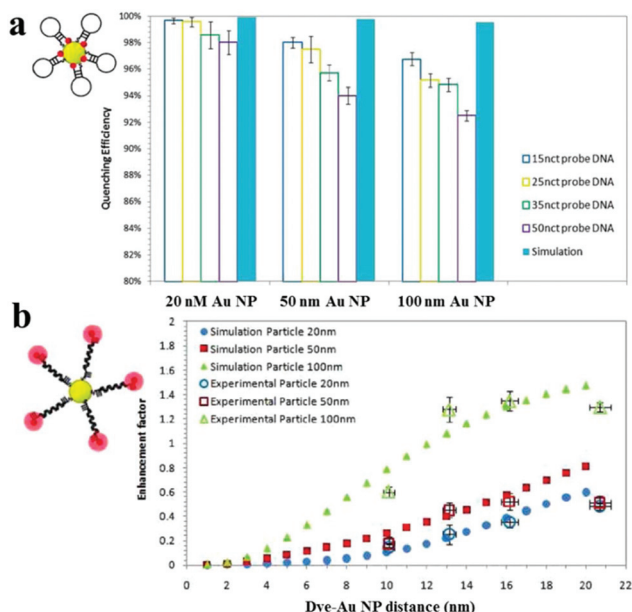 a
100%
98%
96%
94%
92%
90%
88%
86%
84%
82%
80%
Quenching Efficiency
15nct probe DNA
25nct probe DNA
35nct probe DNA
50nct probe DNA
Simulation
20 nM Au NP
50 nm Au NP
100 nm Au NP
b
2
1.8
1.6
1.4
1.2
1
0.8
0.6
0.4
0.2
0
Enhancement factor
Simulation Particle 20nm
Simulation Particle 50nm
Simulation Particle 100nm
Experimental Particle 20nm
Experimental Particle 50nm
Experimental Particle 100nm
0 2 4 6 8 10 12 14 16 18 20 22
Dye-Au NP distance (nm)